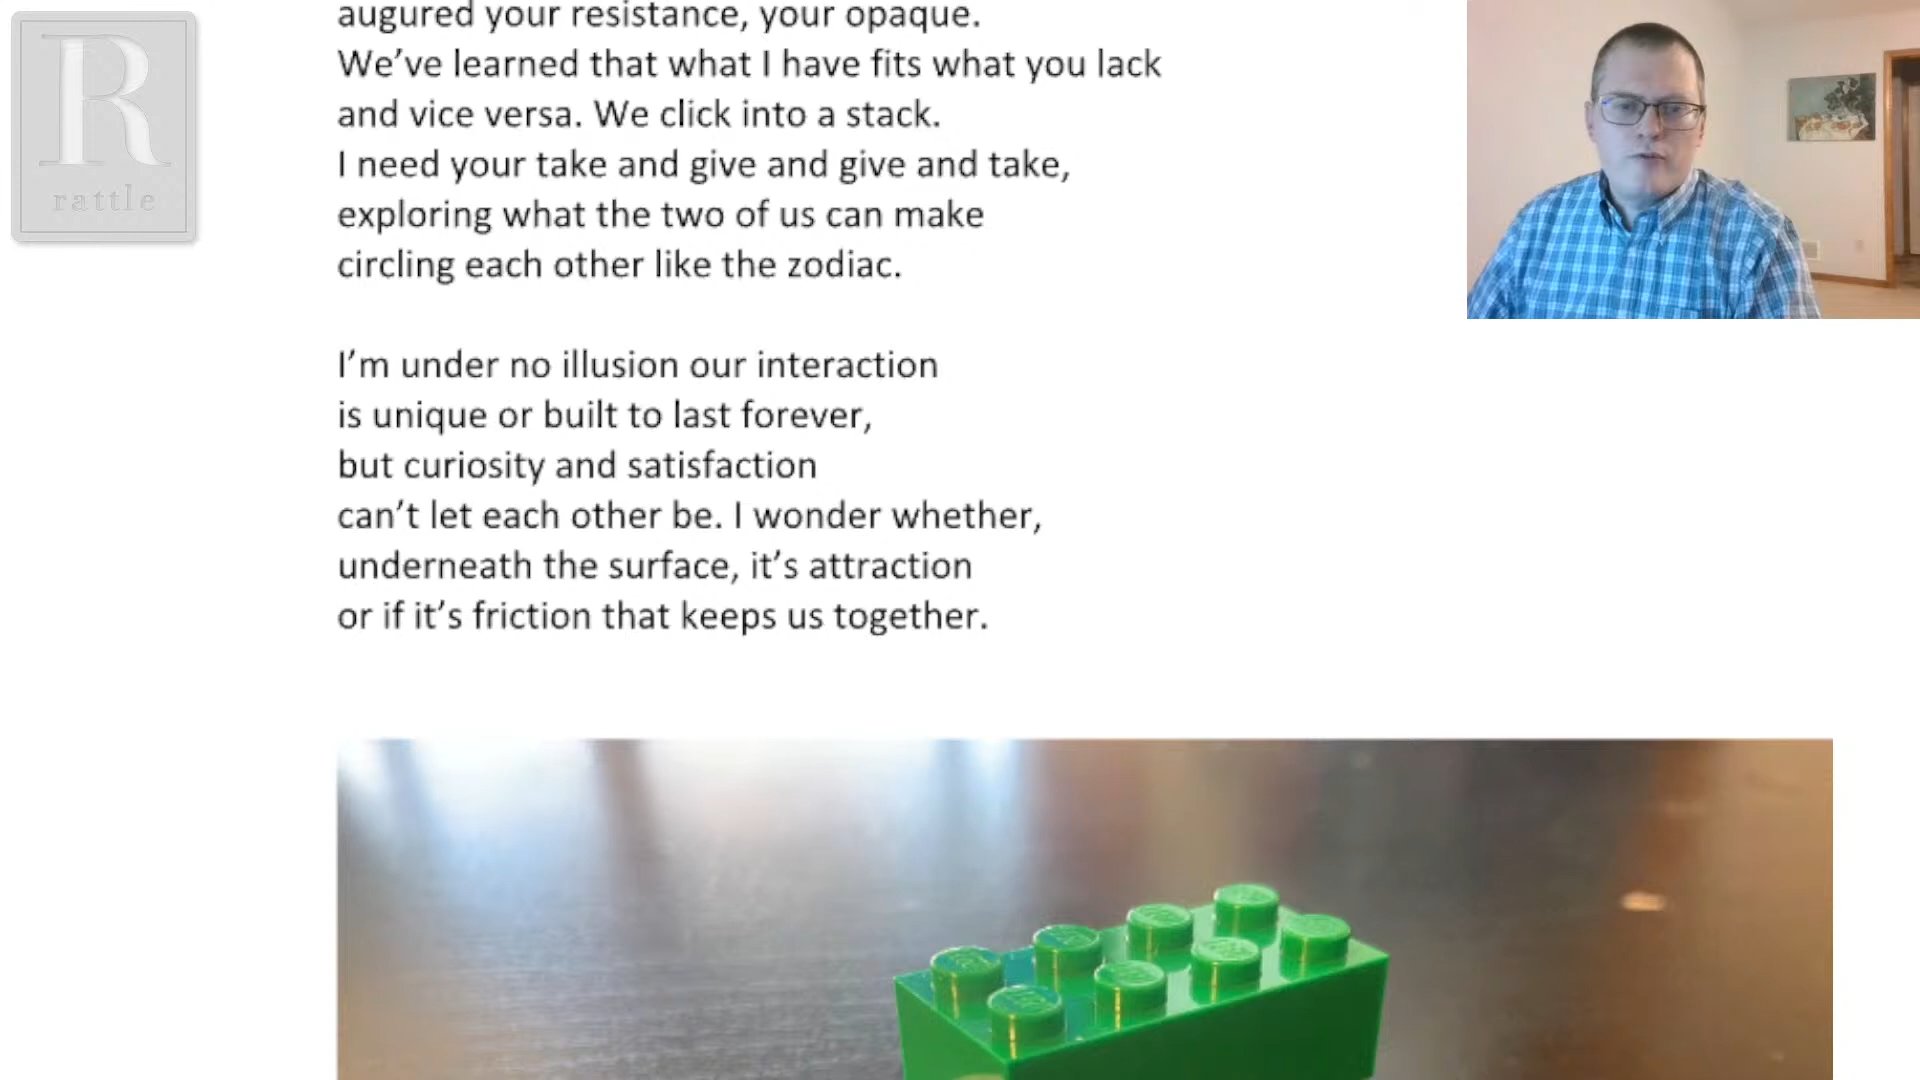 R
rattle
augured your resistance, your opaque.
We’ve learned that what I have fits what you lack
and vice versa. We click into a stack.
I need your take and give and give and take,
exploring what the two of us can make
circling each other like the zodiac.
I’m under no illusion our interaction
is unique or built to last forever,
but curiosity and satisfaction
can’t let each other be. I wonder whether,
underneath the surface, it’s attraction
or if it’s friction that keeps us together.